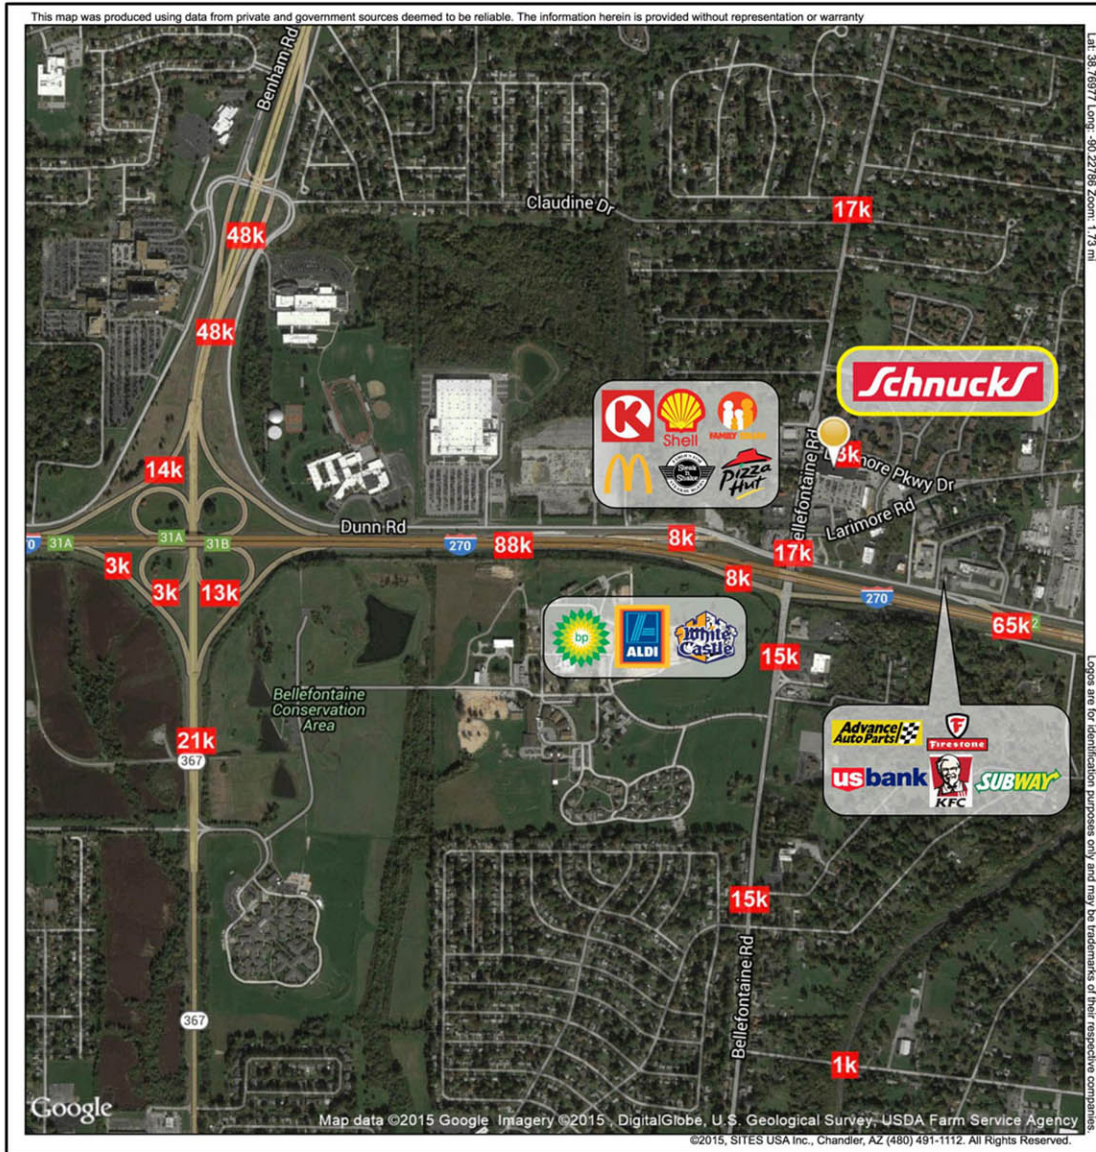 This map was produced using data from private and government sources deemed to be reliable. The information herein is provided without representation or warranty
Lat: 38.76977 Long: -90.22786 Zoom: 1.73 mi
Benham Rd
Claudine Dr
17k
48k
48k
Schnucks
K
Shell
M
Steak n Shake
Pizza Hut
Bellefontaine Rd
Pkwy Dr
14k
Larimore Rd
Dunn Rd
31A
31A
31B
270
88k
8k
17k
3k
3k
13k
8k
270
65k
bp
ALDI
White Castle
15k
Bellefontaine
Conservation
Area
Advance
Auto Parts
Firestone
usbank
KFC
SUBWAY
21k
367
15k
Bellefontaine Rd
367
1k
Logos are for identification purposes only and may be trademarks of their respective companies.
Google
Map data ©2015 Google Imagery ©2015 , DigitalGlobe, U.S. Geological Survey, USDA Farm Service Agency
©2015, SITES USA Inc., Chandler, AZ (480) 491-1112. All Rights Reserved.